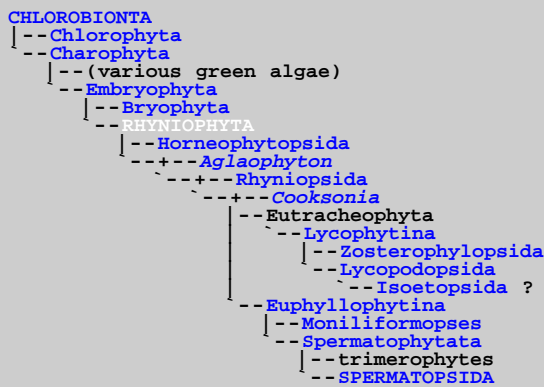 CHLOROBIONTA
|--Chlorophyta
`--Charophyta
|--(various green algae)
`--Embryophyta
|--Bryophyta
`--RHYNIOPHYTA
|--Horneophytopsida
`--+--Aglaophyton
`--+--Rhyniopsida
`--+--Cooksonia
|--Eutracheophyta
| `--Lycophytina
| |--Zosterophylopsida
| `--Lycopodopsida
| `--Isoetopsida ?
`--Euphyllophytina
|--Moniliformopses
`--Spermatophytata
|--trimerophytes
`--SPERMATOPSIDA